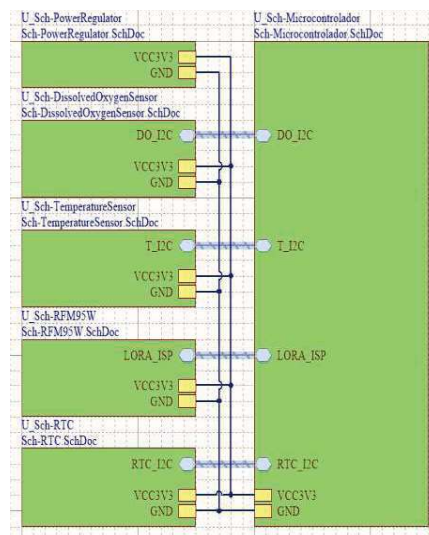 U_Sch-PowerRegulator
Sch-PowerRegulator.SchDoc
VCC3V3
GND
U_Sch-DissolvedOxygenSensor
Sch-DissolvedOxygenSensor.SchDoc
DO_I2C
VCC3V3
GND
U_Sch-TemperatureSensor
Sch-TemperatureSensor.SchDoc
T_I2C
VCC3V3
GND
U_Sch-RFM95W
Sch-RFM95W.SchDoc
LORA_ISP
VCC3V3
GND
U_Sch-RTC
Sch-RTC.SchDoc
RTC_I2C
VCC3V3
GND
U_Sch-Microcontrolador
Sch-Microcontrolador.SchDoc
DO_I2C
T_I2C
LORA_ISP
RTC_I2C
VCC3V3
GND